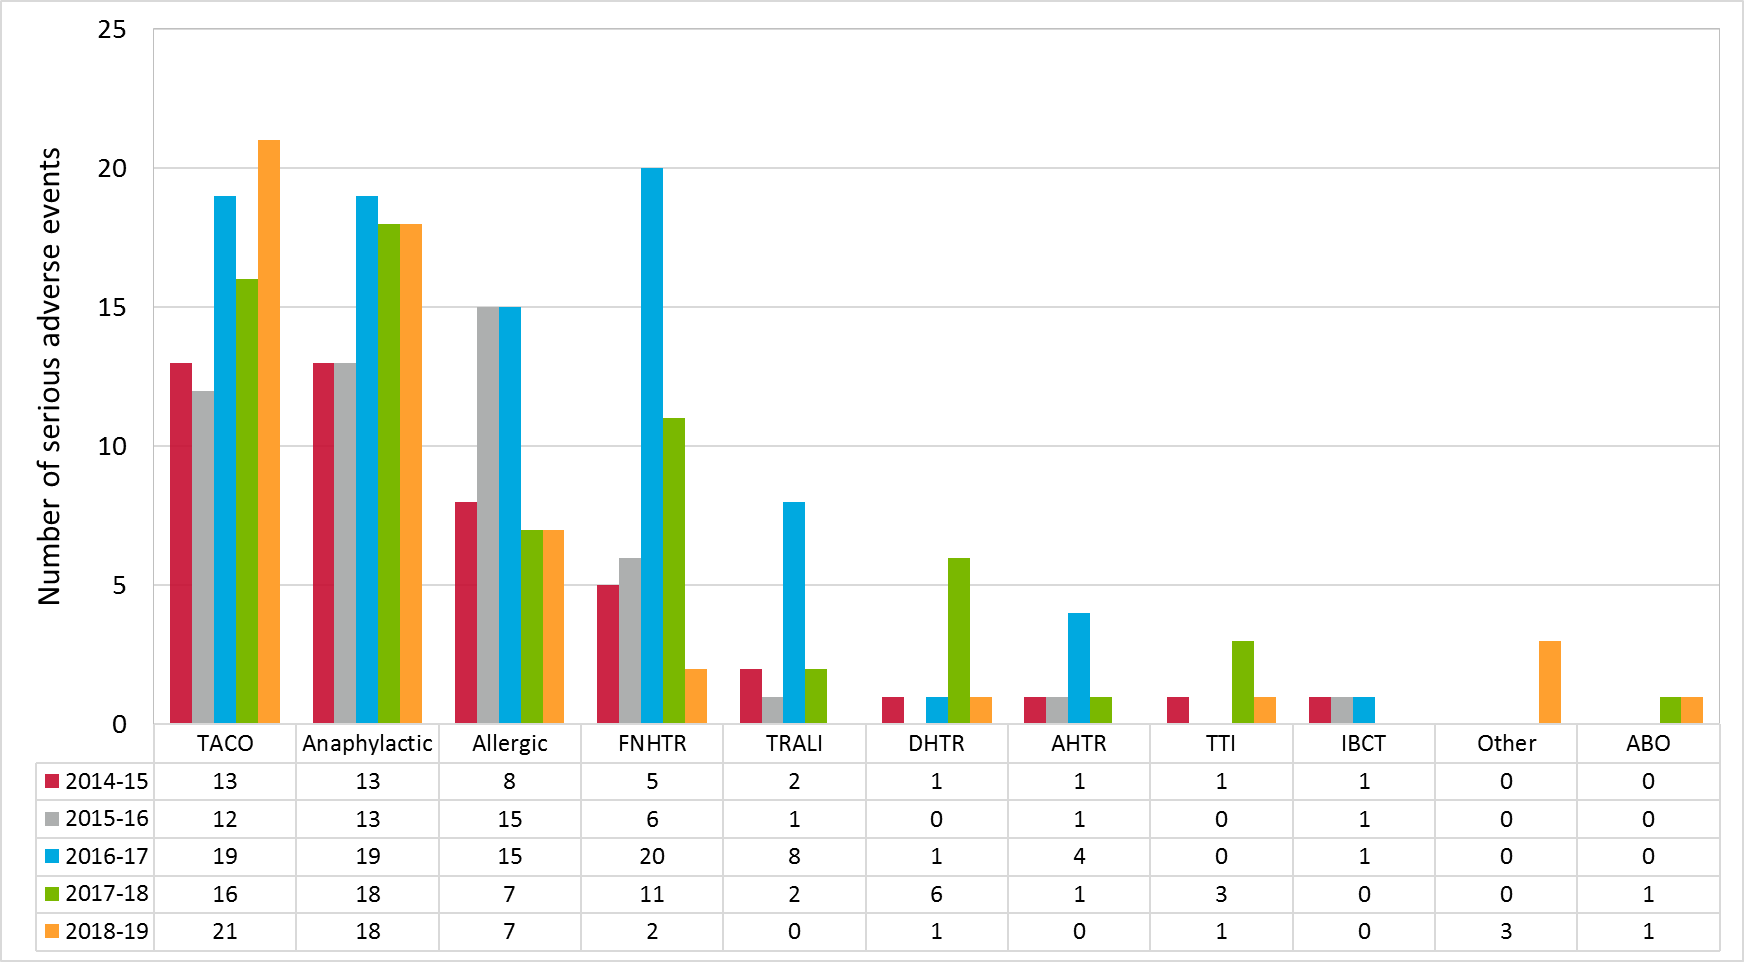 25
20
15
10
5
0
Number of serious adverse events
TACO Anaphylactic Allergic FNHTR TRALI DHTR AHTR TTI IBCT Other ABO
2014-15 13 13 8 5 2 1 1 1 1 0 0
2015-16 12 13 15 6 1 0 1 0 1 0 0
2016-17 19 19 15 20 8 1 4 0 1 0 0
2017-18 16 18 7 11 2 6 1 3 0 0 1
2018-19 21 18 7 2 0 1 0 1 0 3 1